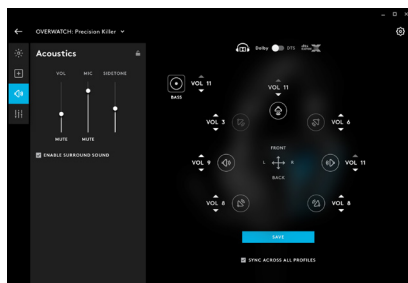 OVERWATCH: Precision Killer
Acoustics
Dolby DTS
VOL MIC SIDETONE
MUTE MUTE
ENABLE SURROUND SOUND
VOL 11
BASS
VOL 11
VOL 3
VOL 6
FRONT
VOL 9
L R
VOL 11
BACK
VOL 8
VOL 8
SAVE
SYNC ACROSS ALL PROFILES